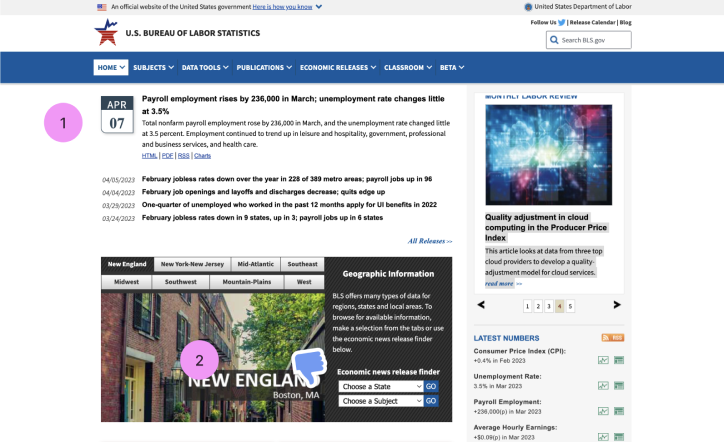 An official website of the United States government Here is how you know
United States Department of Labor
Follow Us | Release Calendar | Blog
U.S. BUREAU OF LABOR STATISTICS
Search BLS.gov
HOME SUBJECTS DATA TOOLS PUBLICATIONS ECONOMIC RELEASES CLASSROOM BETA
1
APR
07
Payroll employment rises by 236,000 in March; unemployment rate changes little
at 3.5%
Total nonfarm payroll employment rose by 236,000 in March, and the unemployment rate changed little
at 3.5 percent. Employment continued to trend up in leisure and hospitality, government, professional
and business services, and health care.
HTML | PDF | RSS | Charts
04/05/2023 February jobless rates down over the year in 228 of 389 metro areas; payroll jobs up in 96
04/04/2023 February job openings and layoffs and discharges decrease; quits edge up
03/29/2023 One-quarter of unemployed who worked in the past 12 months apply for UI benefits in 2022
03/24/2023 February jobless rates down in 9 states, up in 3; payroll jobs up in 6 states
All Releases >>
New England New York-New Jersey Mid-Atlantic Southeast
Midwest Southwest Mountain-Plains West
2
NEW ENGLAN
Boston, MA
Geographic Information
BLS offers many types of data for
regions, states and local areas. To
browse for available information,
make a selection from the tabs or use
the economic news release finder
below.
Economic news release finder
Choose a State GO
Choose a Subject GO
MONTHLY LABOR REVIEW
Quality adjustment in cloud
computing in the Producer Price
Index
This article looks at data from three top
cloud providers to develop a quality-
adjustment model for cloud services.
read more >>
1 2 3 4 5
LATEST NUMBERS
RSS
Consumer Price Index (CPI):
+0.4% in Feb 2023
Unemployment Rate:
3.5% in Mar 2023
Payroll Employment:
+236,000(p) in Mar 2023
Average Hourly Earnings:
+$0.09(p) in Mar 2023